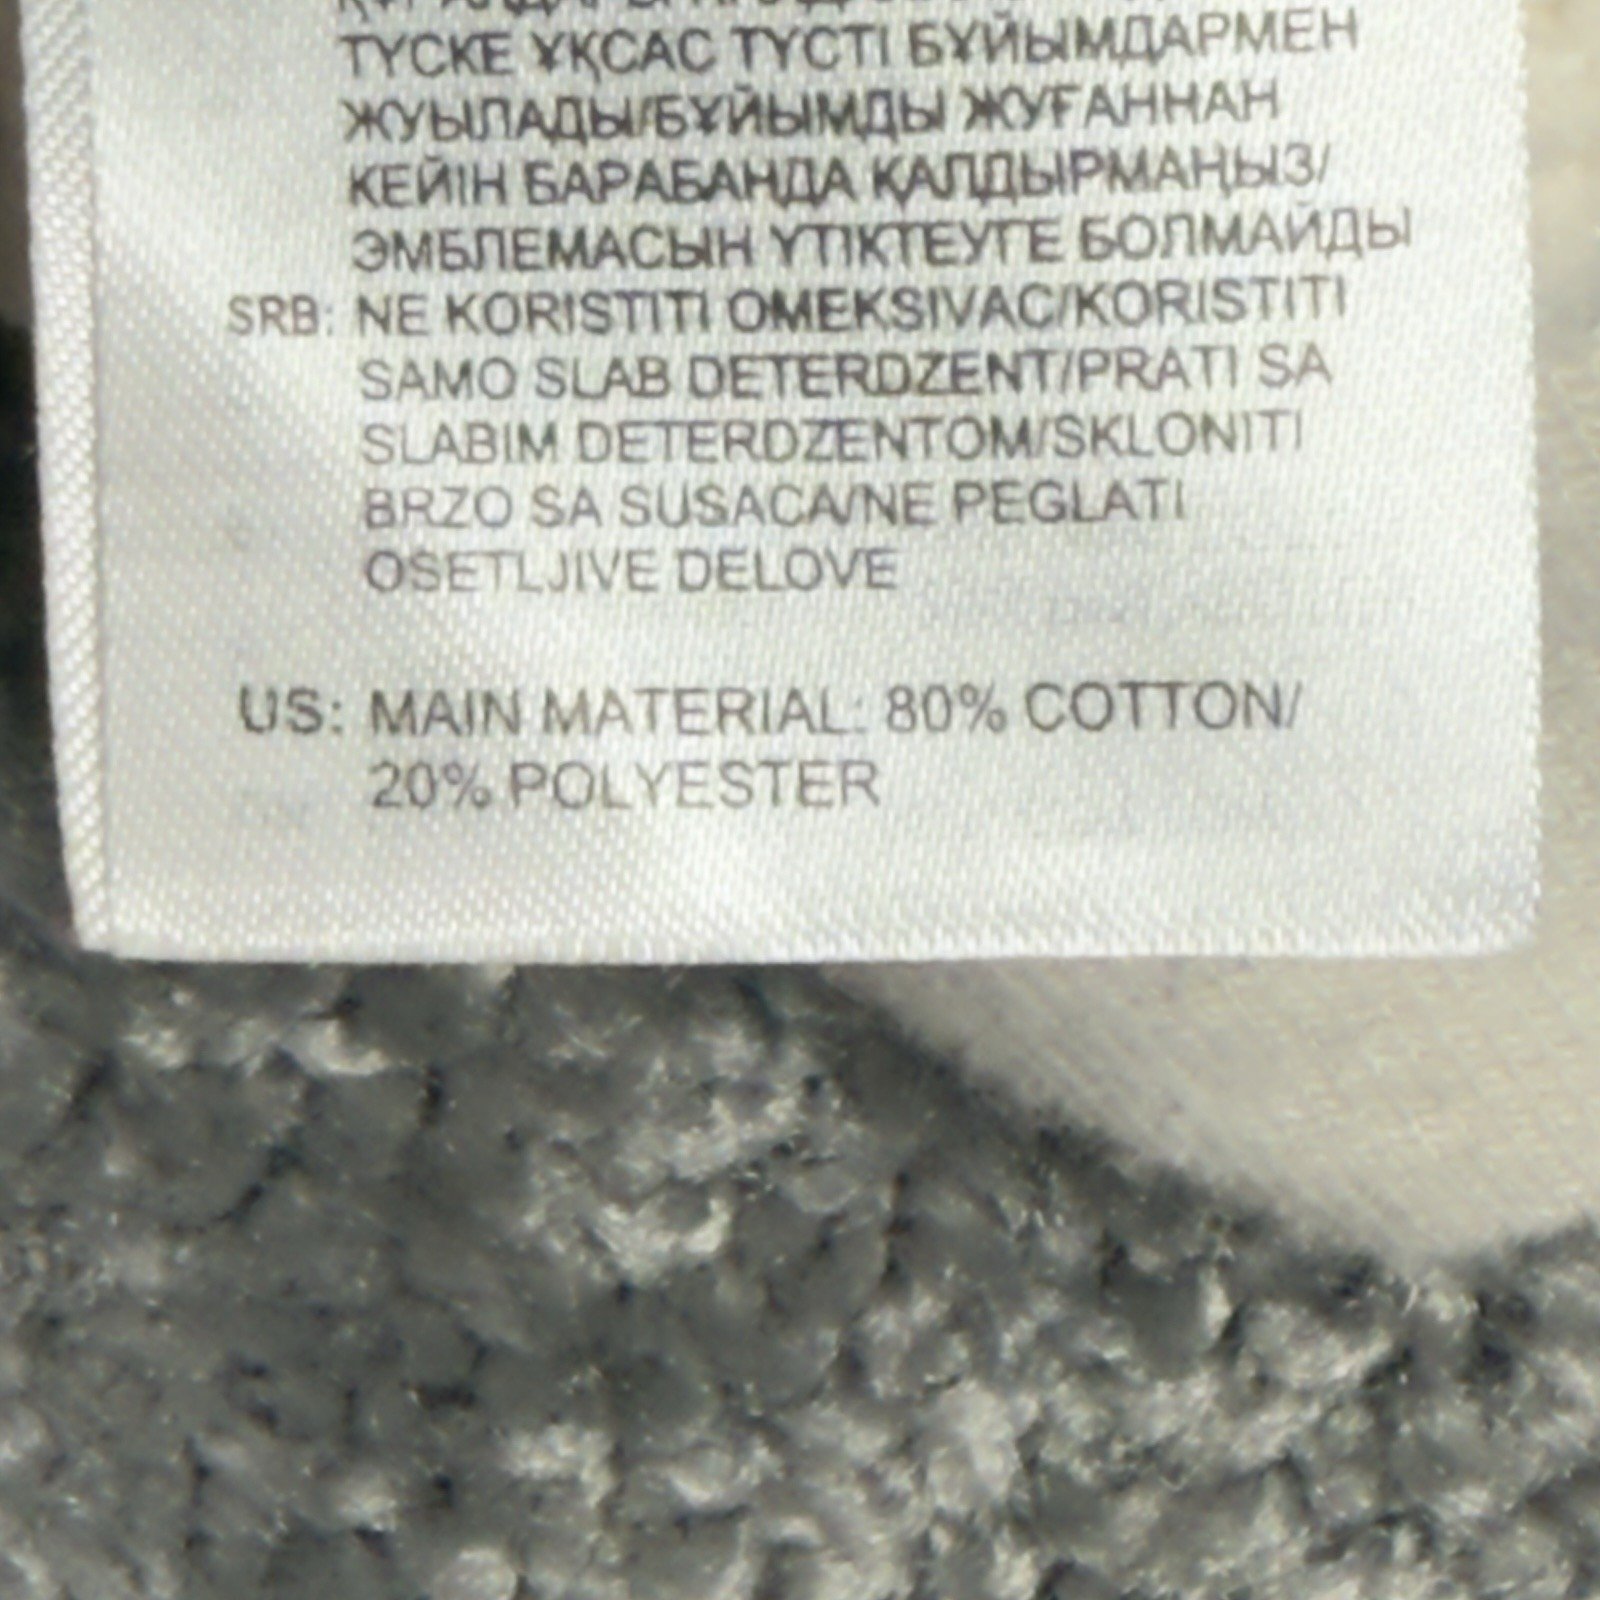 ТҮСКЕ ҰҚСАС ТҮСТІ БҰЙЫМДАРМЕН
ЖУЫЛАДЫ/БҰЙЫМДЫ ЖУҒАННАН
КЕЙІН БАРАБАНДА ҚАЛДЫРМАҢЫЗ/
ЭМБЛЕМАСЫН ҮТІКТЕУГЕ БОЛМАЙДЫ
SRB: NE KORISTITI OMEKSIVAC/KORISTITI
SAMO SLAB DETERDZENT/PRATI SA
SLABIM DETERDZENTOM/SKLONITI
BRZO SA SUSACA/NE PEGLATI
OSETLJIVE DELOVE
US: MAIN MATERIAL: 80% COTTON/
20% POLYESTER